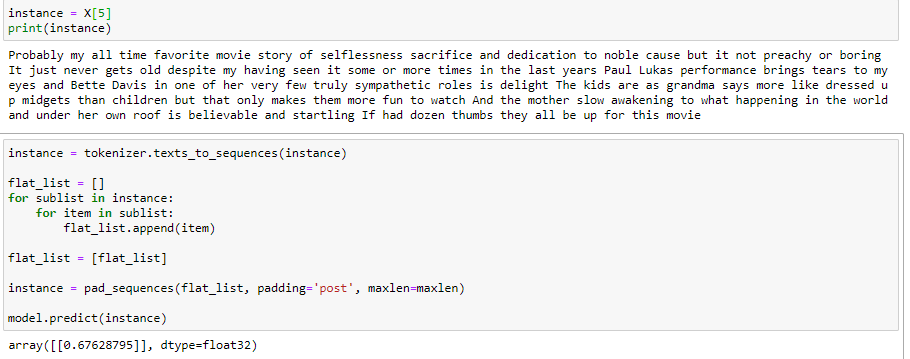 instance = X[5]
print(instance)
Probably my all time favorite movie story of selflessness sacrifice and dedication to noble cause but it not preachy or boring
It just never gets old despite my having seen it some or more times in the last years Paul Lukas performance brings tears to my
eyes and Bette Davis in one of her very few truly sympathetic roles is delight The kids are as grandma says more like dressed u
p midgets than children but that only makes them more fun to watch And the mother slow awakening to what happening in the world
and under her own roof is believable and startling If had dozen thumbs they all be up for this movie
instance = tokenizer.texts_to_sequences(instance)
flat_list = []
for sublist in instance:
    for item in sublist:
        flat_list.append(item)
flat_list = [flat_list]
instance = pad_sequences(flat_list, padding='post', maxlen=maxlen)
model.predict(instance)
array([[0.67628795]], dtype=float32)